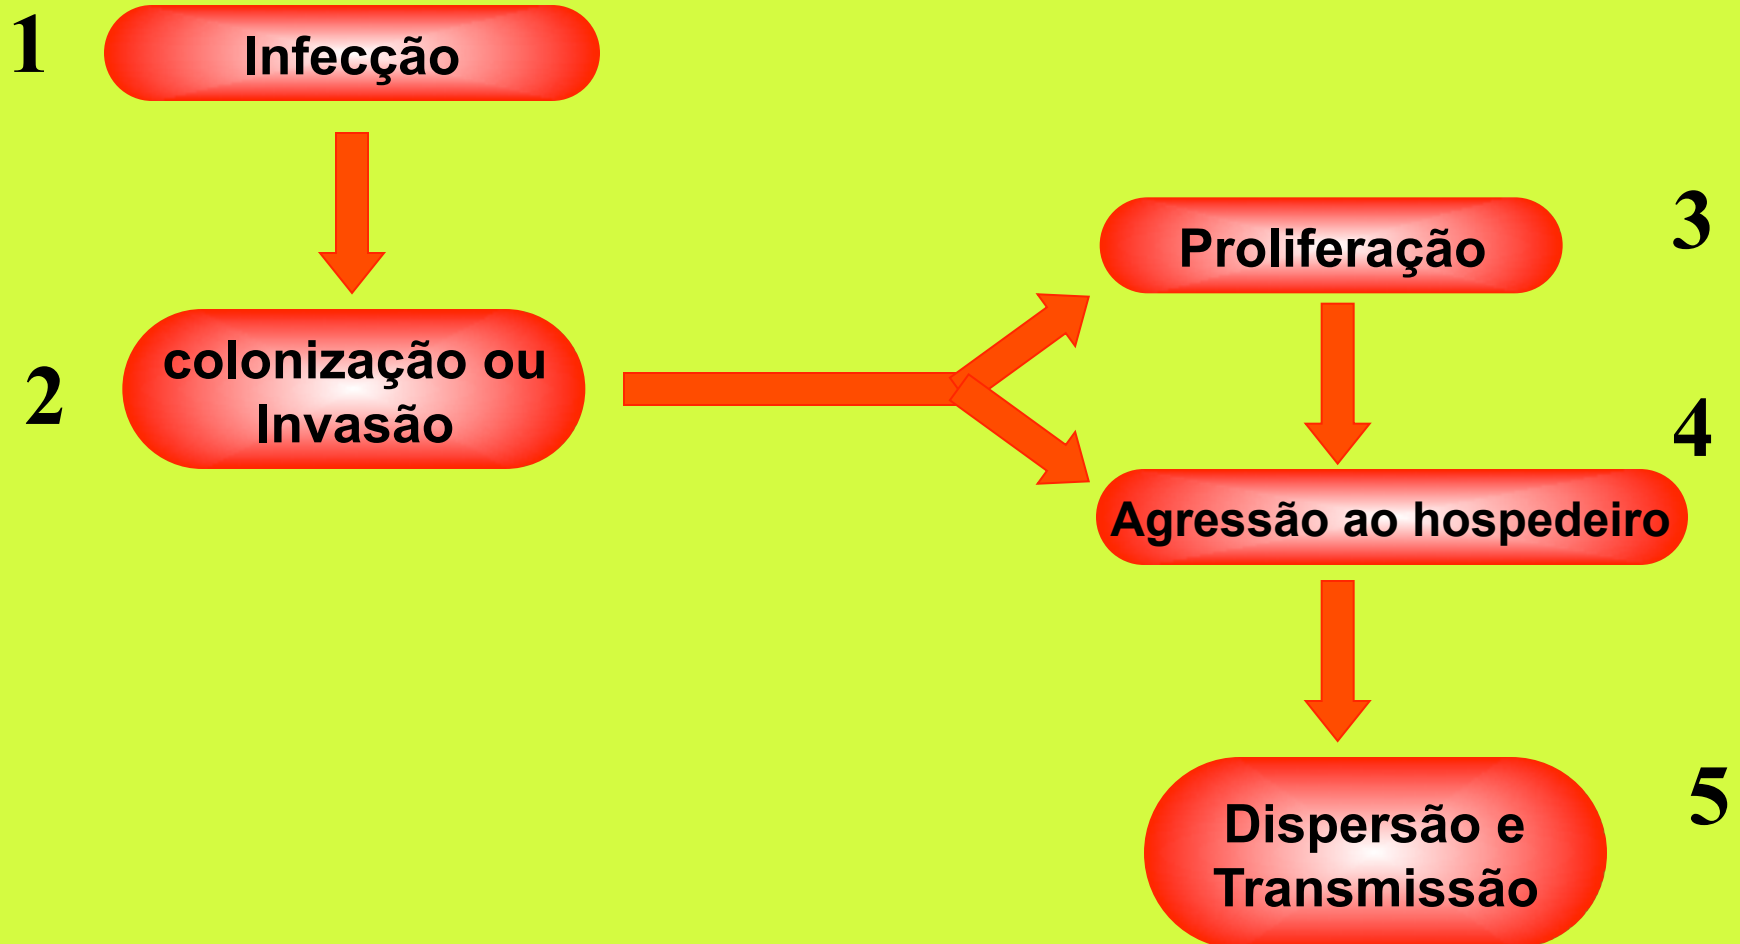 1
Infecção
2
colonização ou
Invasão
3
Proliferação
4
Agressão ao hospedeiro
5
Dispersão e
Transmissão